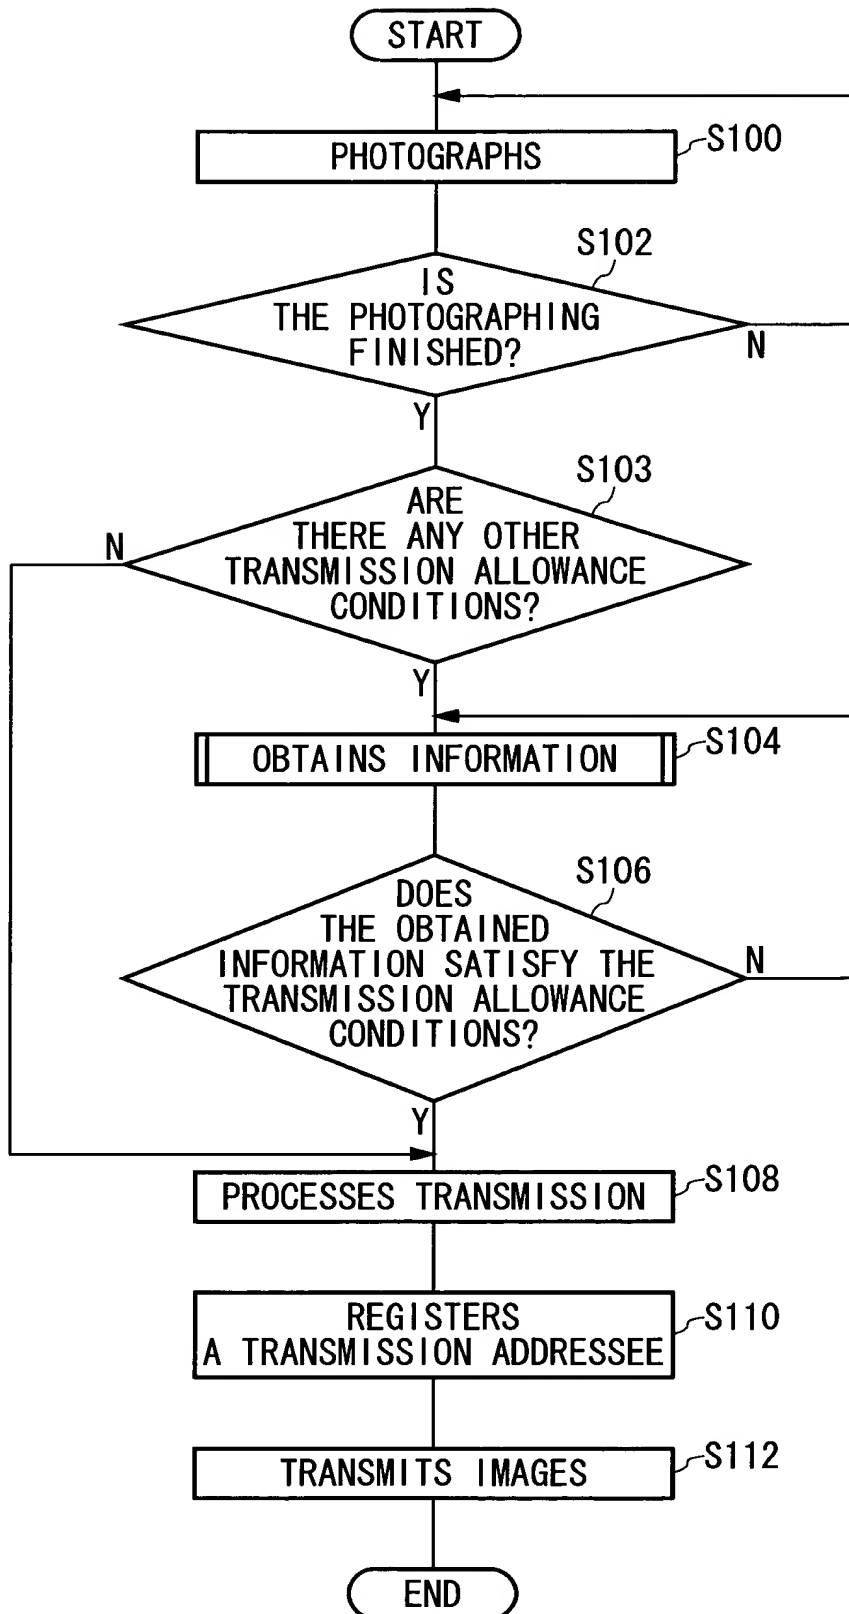 START
PHOTOGRAPHS
S100
S102
IS
THE PHOTOGRAPHING
FINISHED?
N
Y
S103
ARE
THERE ANY OTHER
TRANSMISSION ALLOWANCE
CONDITIONS?
N
Y
OBTAINS INFORMATION
S104
S106
DOES
THE OBTAINED
INFORMATION SATISFY THE
TRANSMISSION ALLOWANCE
CONDITIONS?
N
Y
PROCESSES TRANSMISSION
S108
REGISTERS
A TRANSMISSION ADDRESSEE
S110
TRANSMITS IMAGES
S112
END